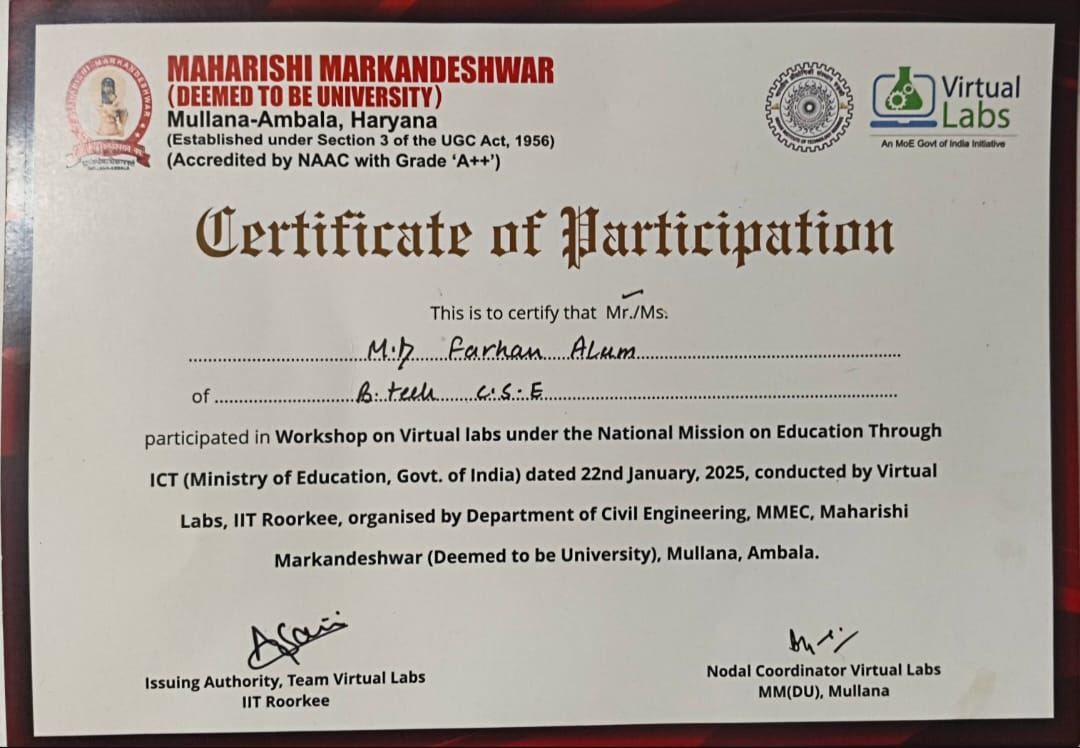 MAHARISHI MARKANDESHWAR
(DEEMED TO BE UNIVERSITY)
Mullana-Ambala, Haryana
(Established under Section 3 of the UGC Act, 1956)
(Accredited by NAAC with Grade ‘A++’)
Virtual
Labs
An MoE Govt of India Initiative
Certificate of Participation
This is to certify that Mr./Ms.
M.D Farhan Alum
of B.tech C.S.E
participated in Workshop on Virtual labs under the National Mission on Education Through
ICT (Ministry of Education, Govt. of India) dated 22nd January, 2025, conducted by Virtual
Labs, IIT Roorkee, organised by Department of Civil Engineering, MMEC, Maharishi
Markandeshwar (Deemed to be University), Mullana, Ambala.
Issuing Authority, Team Virtual Labs
IIT Roorkee
Nodal Coordinator Virtual Labs
MM(DU), Mullana